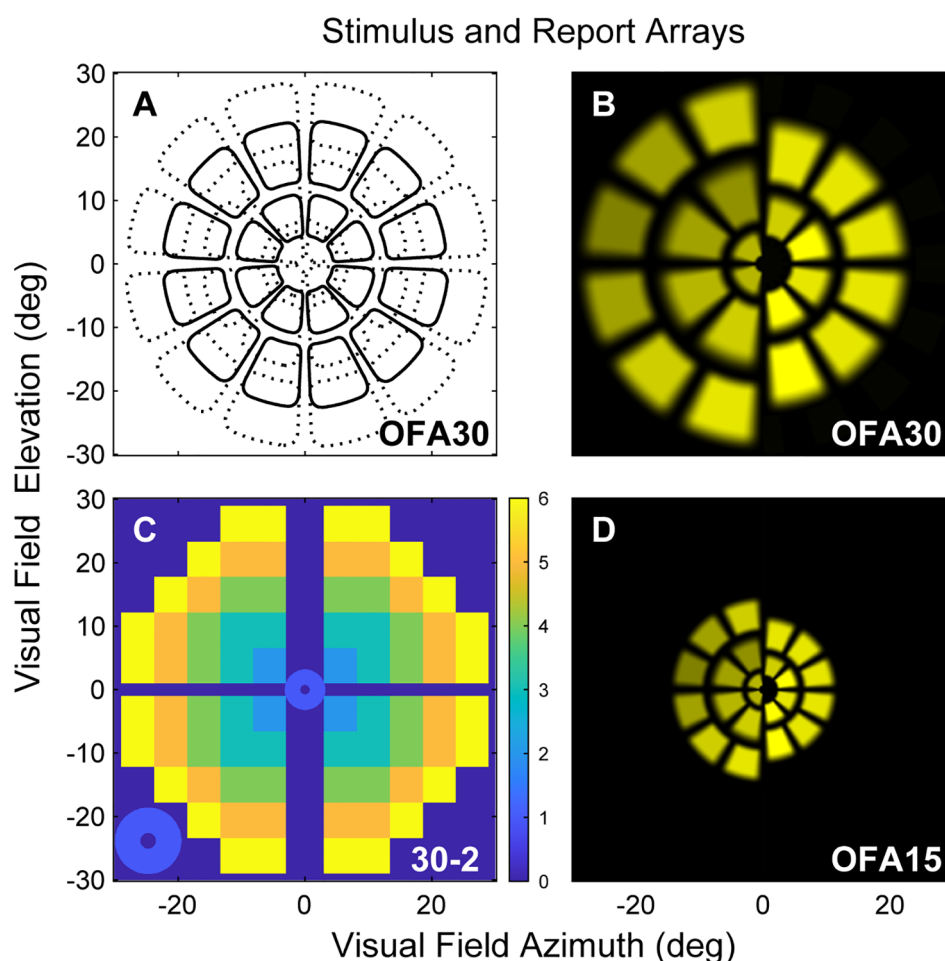 Stimulus and Report Arrays
Visual Field Elevation (deg)
30
20
10
0
-10
-20
-30
A
OFA30
B
OFA30
30
20
10
0
-10
-20
-30
C
30-2
-20
0
20
6
5
4
3
2
1
0
D
OFA15
-20
0
20
Visual Field Azimuth (deg)